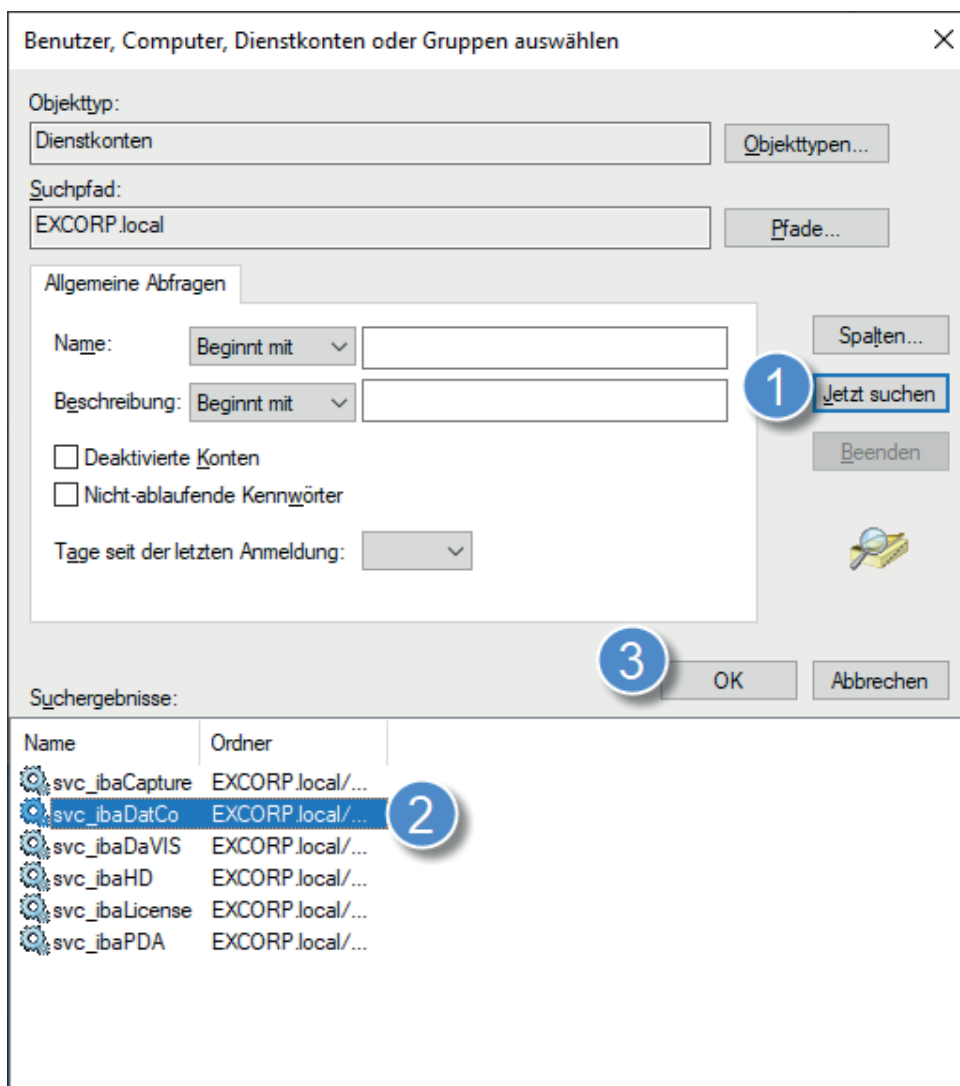 Benutzer, Computer, Dienstkonten oder Gruppen auswählen
Objekttyp:
Dienstkonten
Objekttypen...
Suchpfad:
EXCORP.local
Pfade...
Allgemeine Abfragen
Name: Beginnt mit
Spalten...
Beschreibung: Beginnt mit
1 Jetzt suchen
Deaktivierte Konten
Beenden
Nicht-ablaufende Kennwörter
Tage seit der letzten Anmeldung:
3 OK Abbrechen
Suchergebnisse:
Name Ordner
svc_ibaCapture EXCORP.local/...
svc_ibaDatCo EXCORP.local/... 2
svc_ibaDaVIS EXCORP.local/...
svc_ibaHD EXCORP.local/...
svc_ibaLicense EXCORP.local/...
svc_ibaPDA EXCORP.local/...